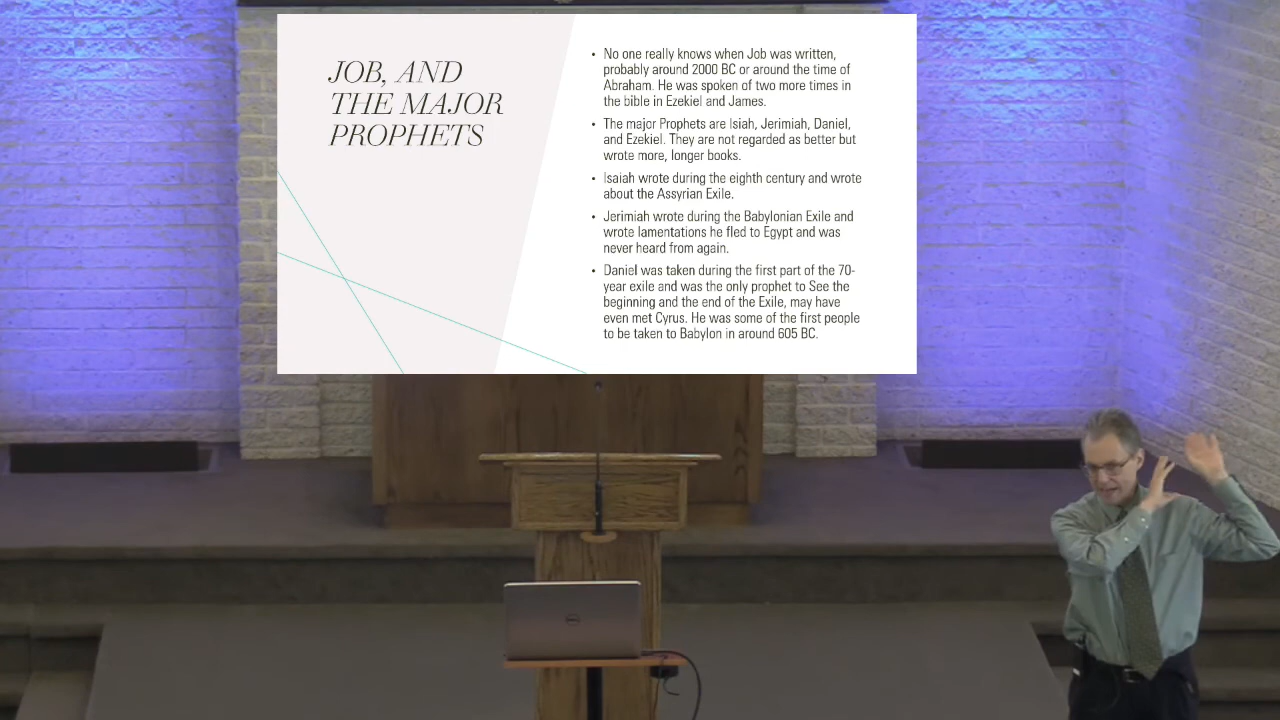 JOB, AND
THE MAJOR
PROPHETS
• No one really knows when Job was written,
probably around 2000 BC or around the time of
Abraham. He was spoken of two more times in
the bible in Ezekiel and James.
• The major Prophets are Isiah, Jerimiah, Daniel,
and Ezekiel. They are not regarded as better but
wrote more, longer books.
• Isaiah wrote during the eighth century and wrote
about the Assyrian Exile.
• Jerimiah wrote during the Babylonian Exile and
wrote lamentations he fled to Egypt and was
never heard from again.
• Daniel was taken during the first part of the 70-
year exile and was the only prophet to See the
beginning and the end of the Exile, may have
even met Cyrus. He was some of the first people
to be taken to Babylon in around 605 BC.
DELL